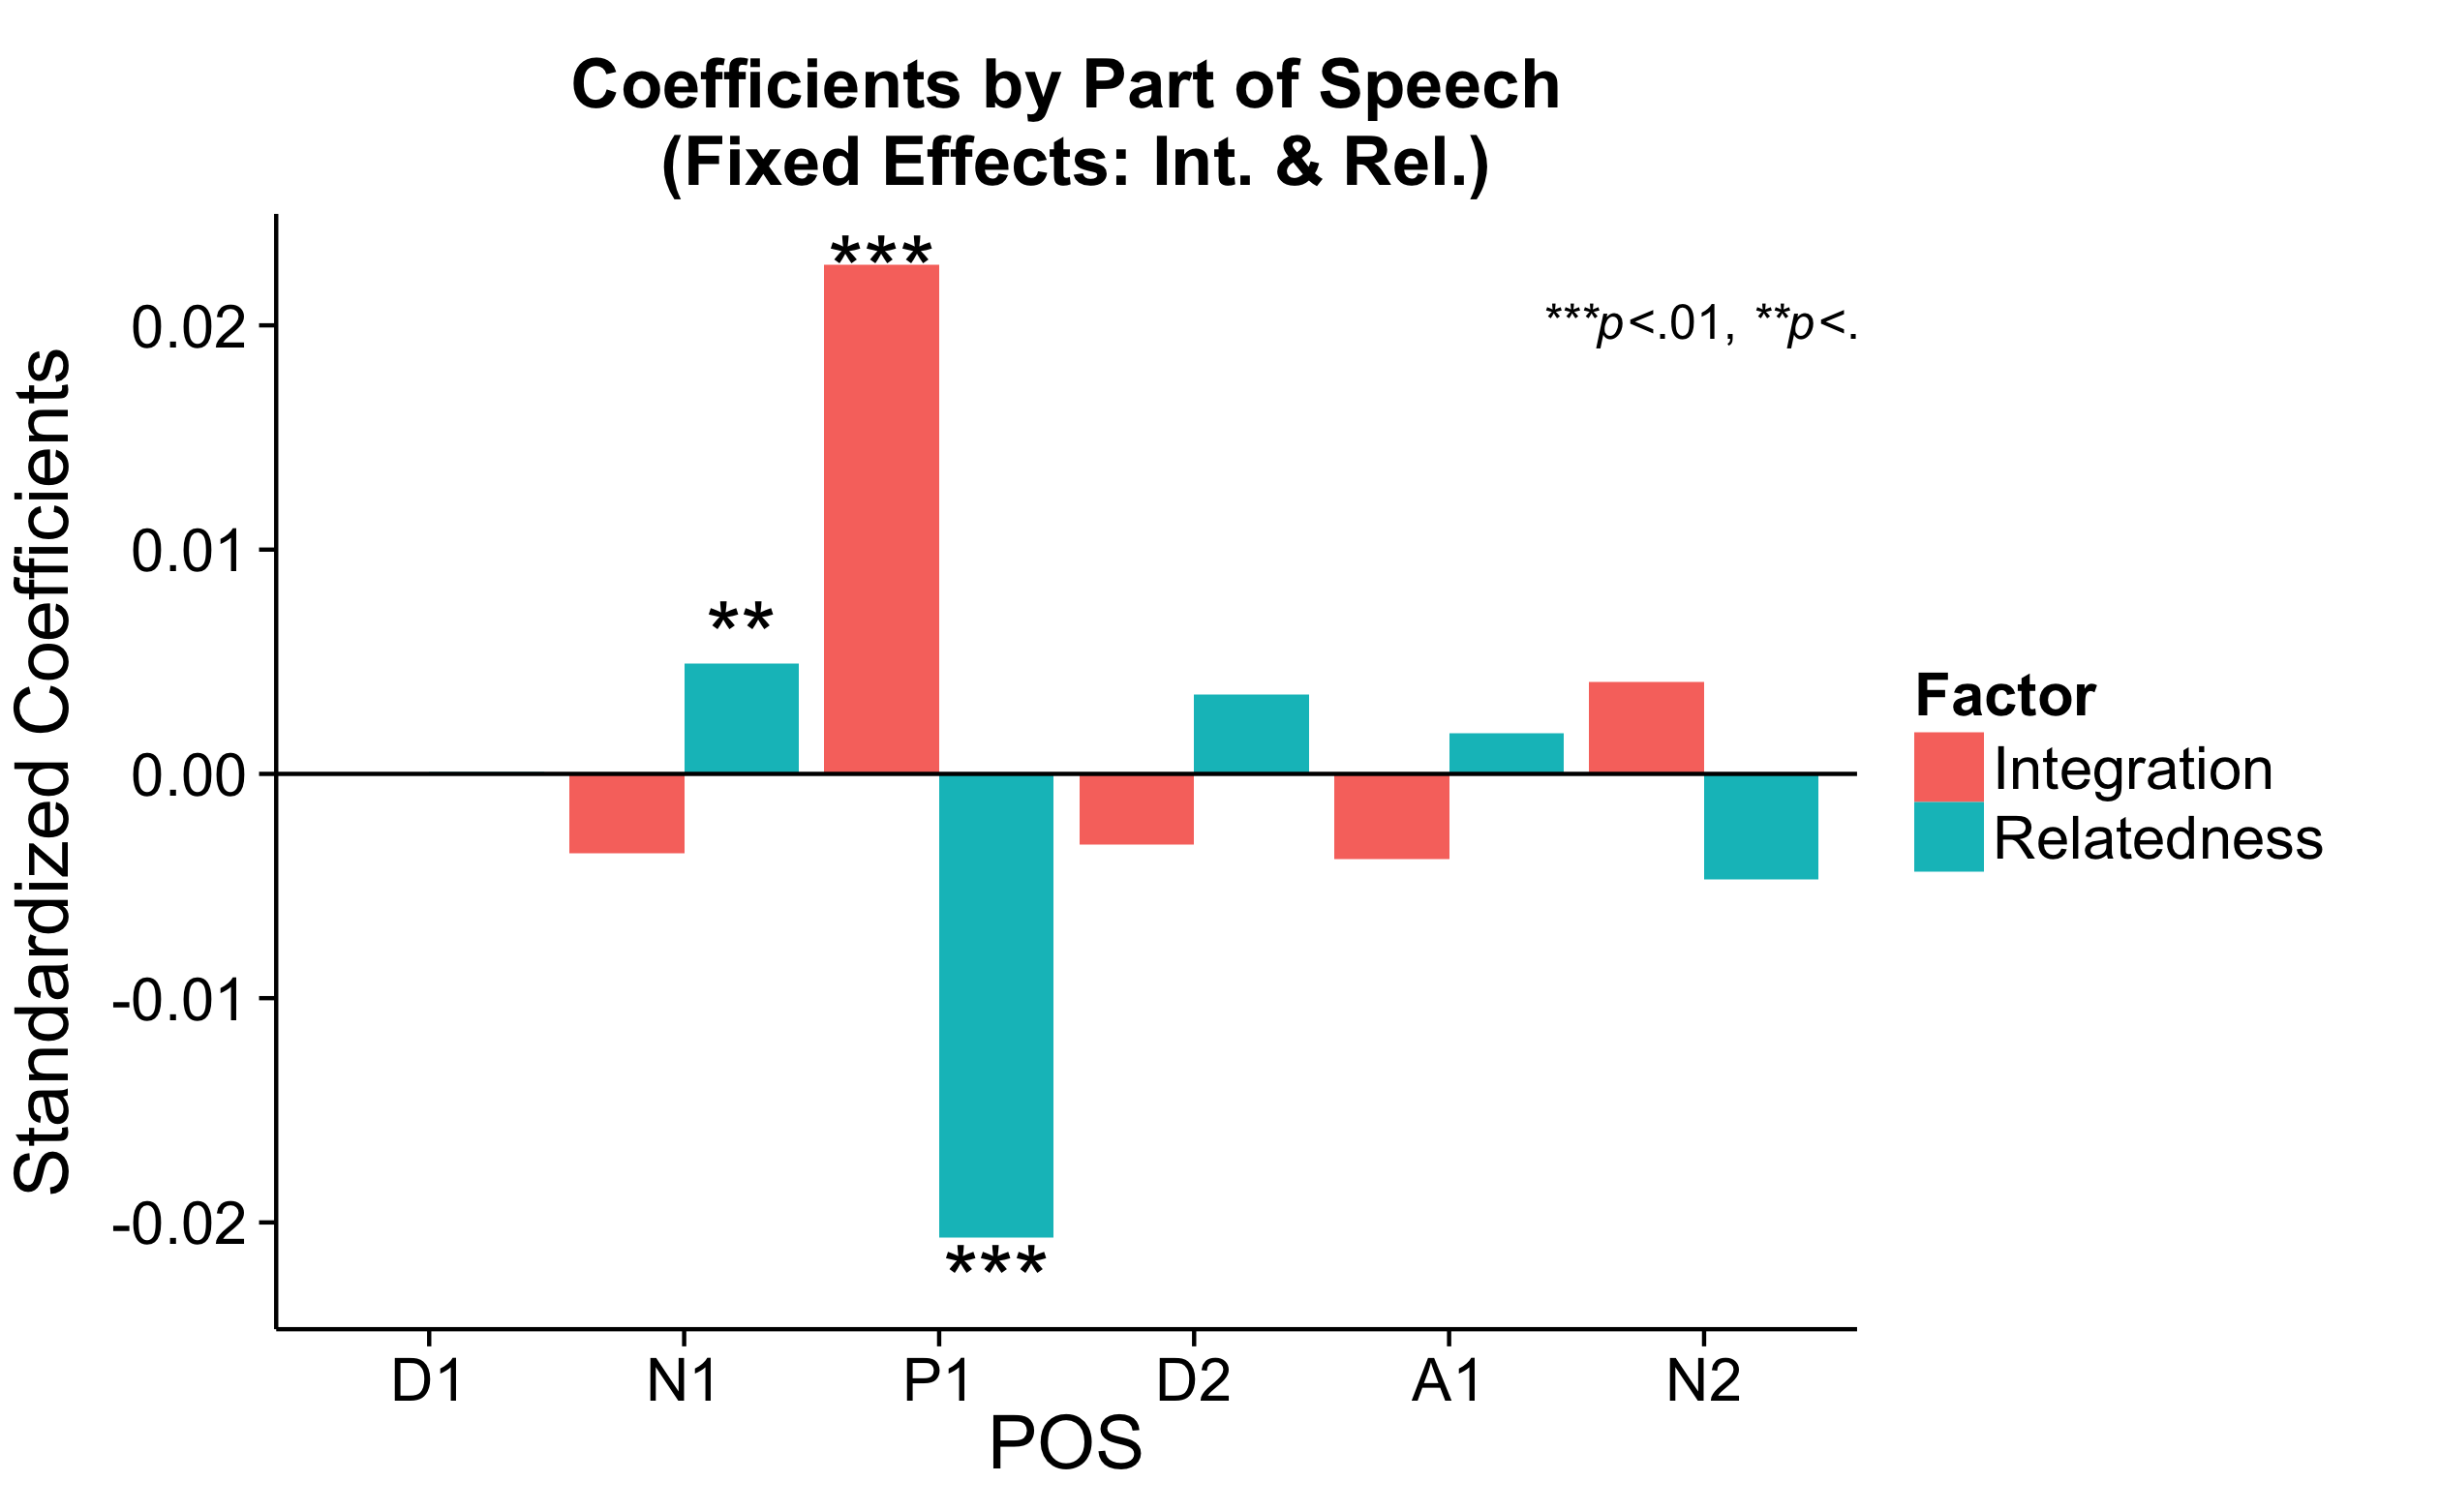 Coefficients by Part of Speech
(Fixed Effects: Int. & Rel.)
***
***p<.01, **p<.
0.02
0.01
**
0.00
-0.01
-0.02
***
Standardized Coefficients
Factor
Integration
Relatedness
D1 N1 P1 D2 A1 N2
POS